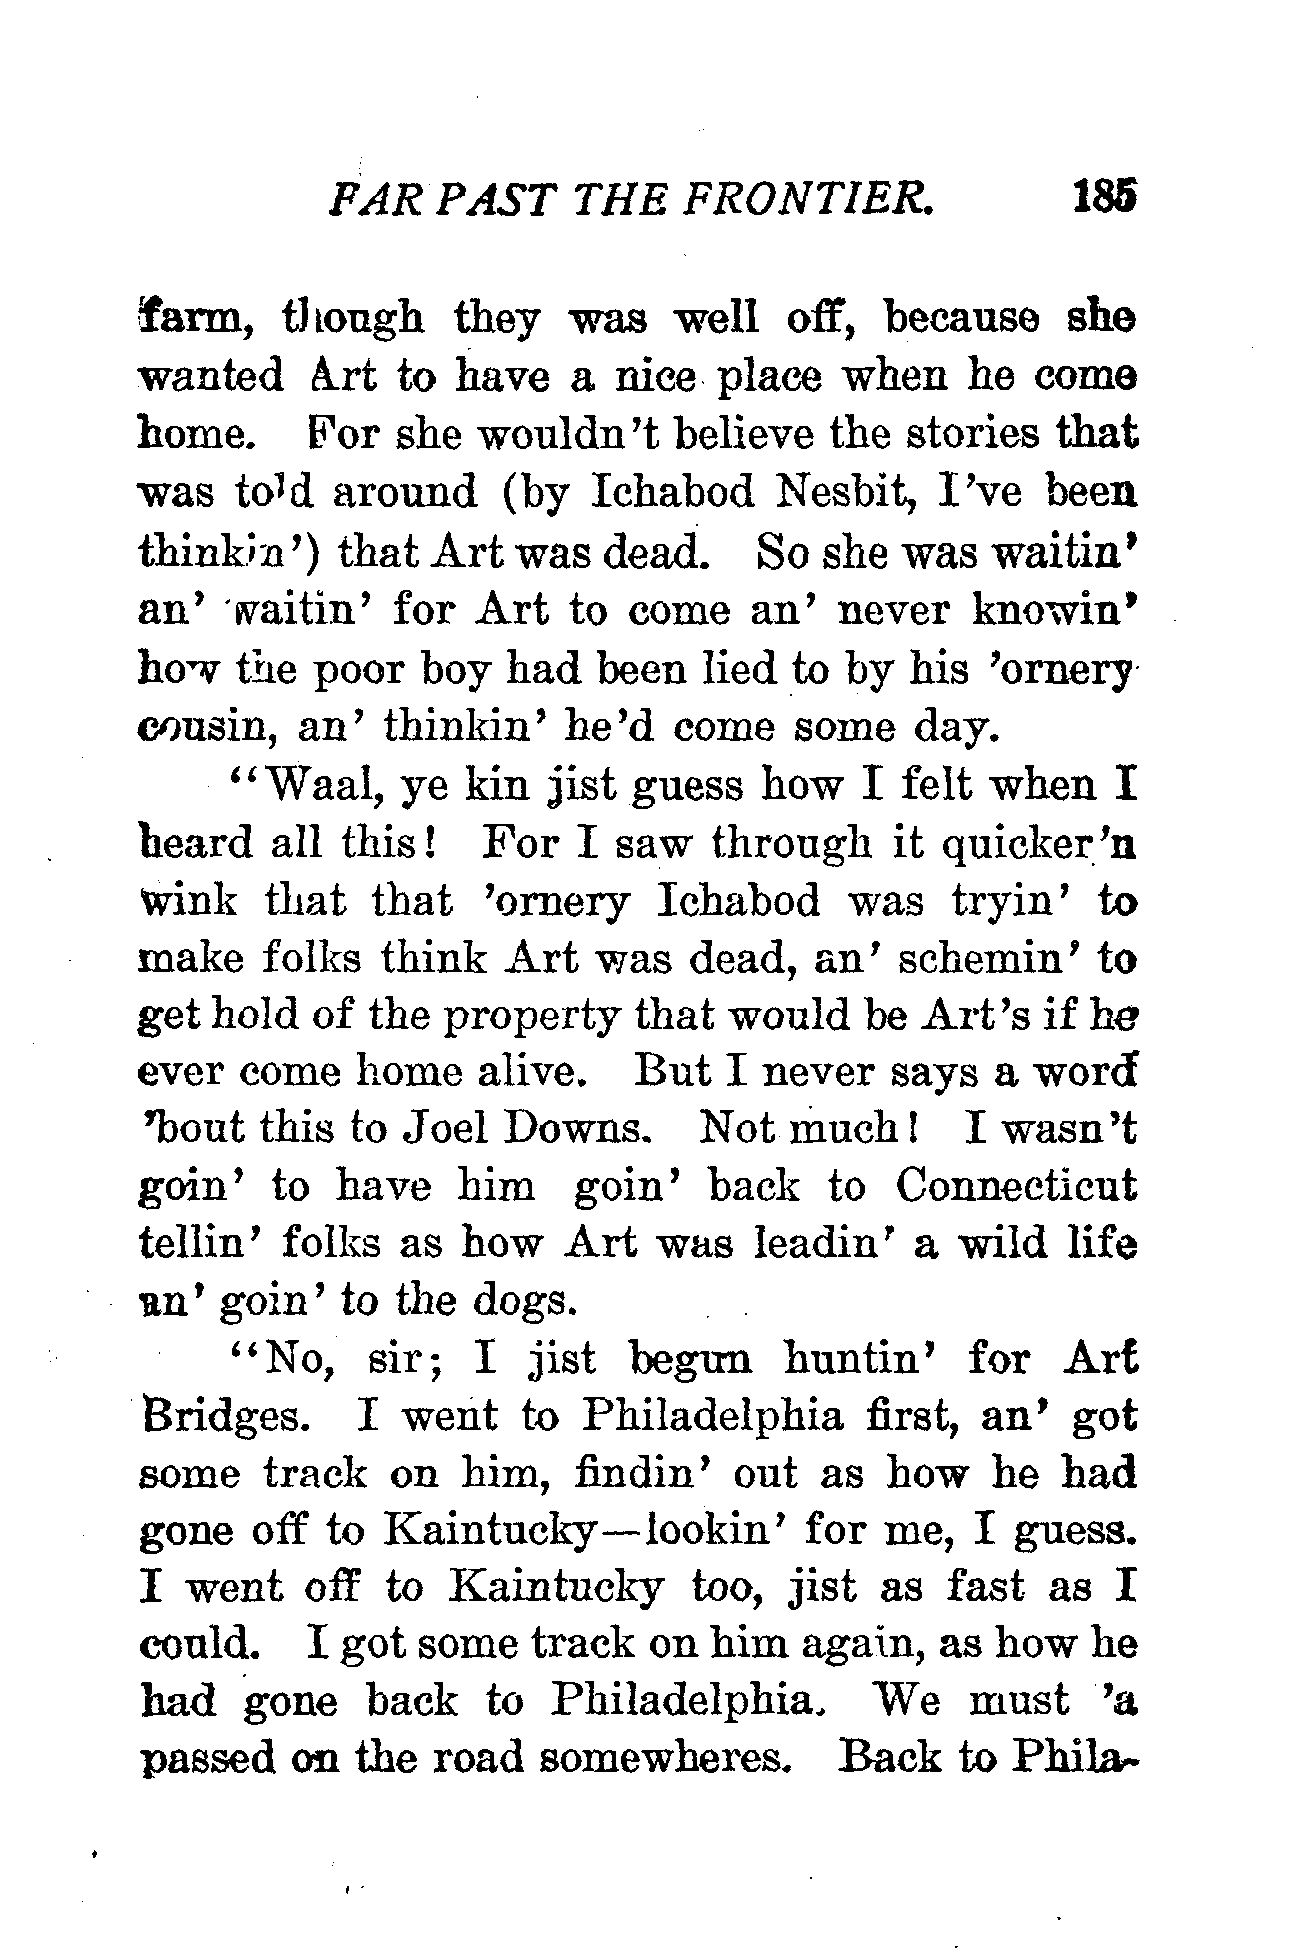 FAR PAST THE FRONTIER. 185
farm, though they was well off, because she
wanted Art to have a nice place when he come
home. For she wouldn't believe the stories that
was told around (by Ichabod Nesbit, I've been
thinkin') that Art was dead. So she was waitin'
an' waitin' for Art to come an' never knowin'
how the poor boy had been lied to by his 'ornery
cousin, an' thinkin' he'd come some day.
"Waal, ye kin jist guess how I felt when I
heard all this! For I saw through it quicker'n
wink that that 'ornery Ichabod was tryin' to
make folks think Art was dead, an' schemin' to
get hold of the property that would be Art's if he
ever come home alive. But I never says a word
'bout this to Joel Downs. Not much! I wasn't
goin' to have him goin' back to Connecticut
tellin' folks as how Art was leadin' a wild life
an' goin' to the dogs.
"No, sir; I jist begun huntin' for Art
Bridges. I went to Philadelphia first, an' got
some track on him, findin' out as how he had
gone off to Kaintucky—lookin' for me, I guess.
I went off to Kaintucky too, jist as fast as I
could. I got some track on him again, as how he
had gone back to Philadelphia. We must 'a
passed on the road somewheres. Back to Phila-